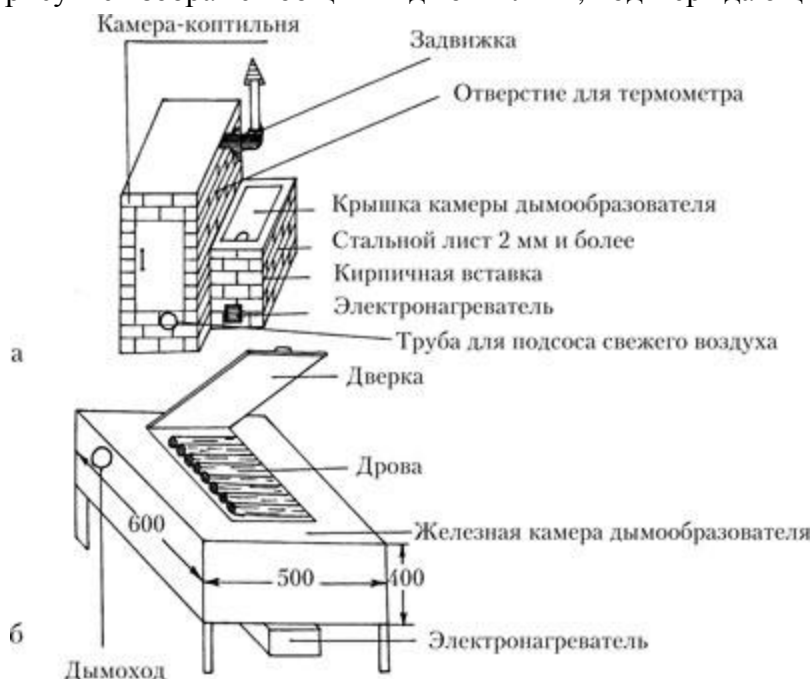 Камера-коптильня
Задвижка
Отверстие для термометра
Крышка камеры дымообразователя
Стальной лист 2 мм и более
Кирпичная вставка
Электронагреватель
Труба для подсоса свежего воздуха
а
Дверка
Дрова
600
Железная камера дымообразователя
500
400
б
Электронагреватель
Дымоход